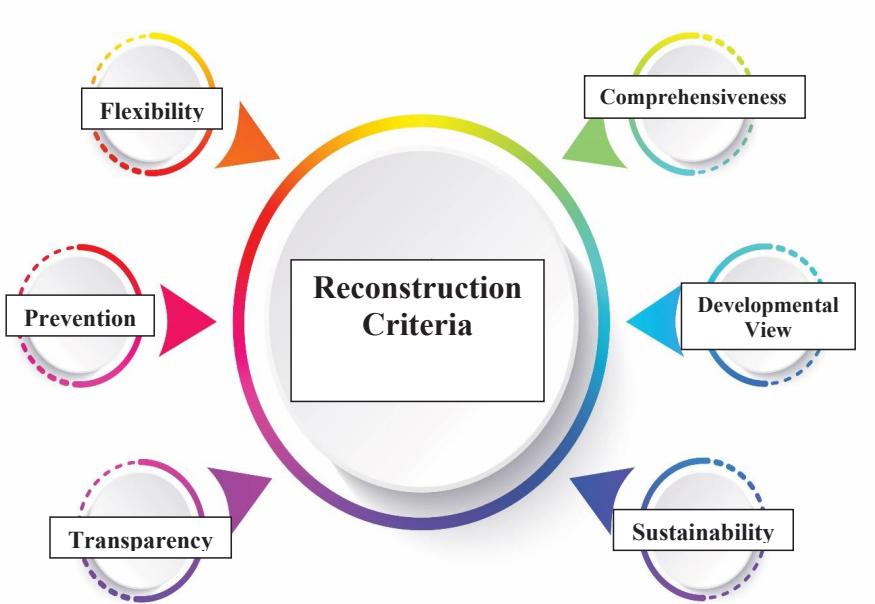 Flexibility
Comprehensiveness
Reconstruction
Criteria
Prevention
Developmental
View
Transparency
Sustainability